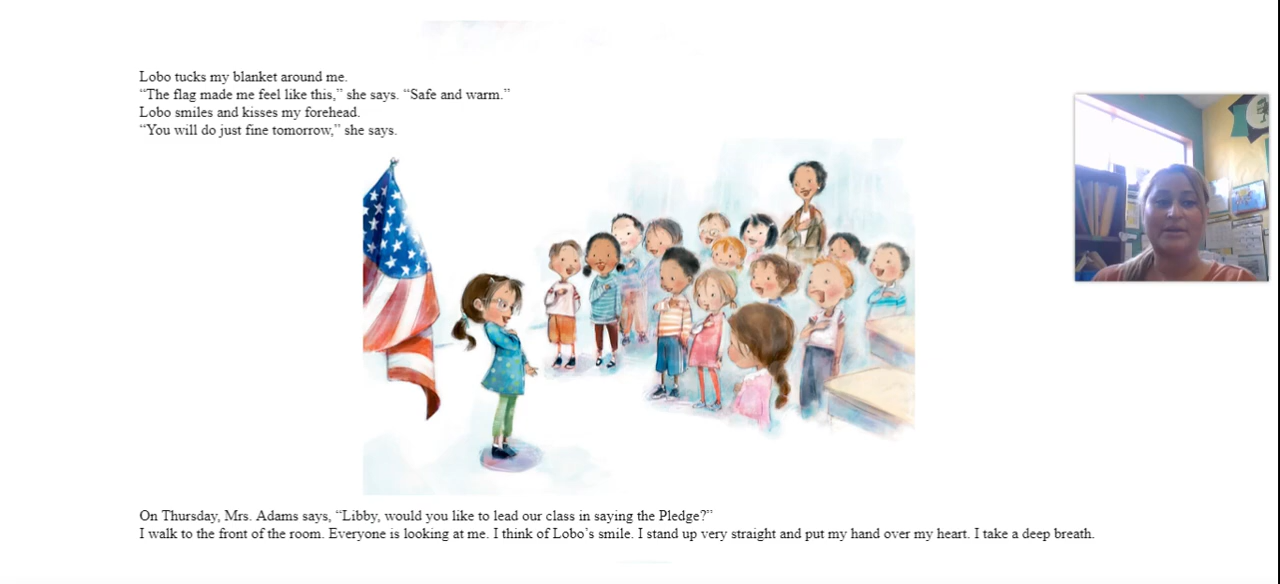 Lobo tucks my blanket around me.
“The flag made me feel like this,” she says. “Safe and warm.”
Lobo smiles and kisses my forehead.
“You will do just fine tomorrow,” she says.
On Thursday, Mrs. Adams says, “Libby, would you like to lead our class in saying the Pledge?”
I walk to the front of the room. Everyone is looking at me. I think of Lobo’s smile. I stand up very straight and put my hand over my heart. I take a deep breath.